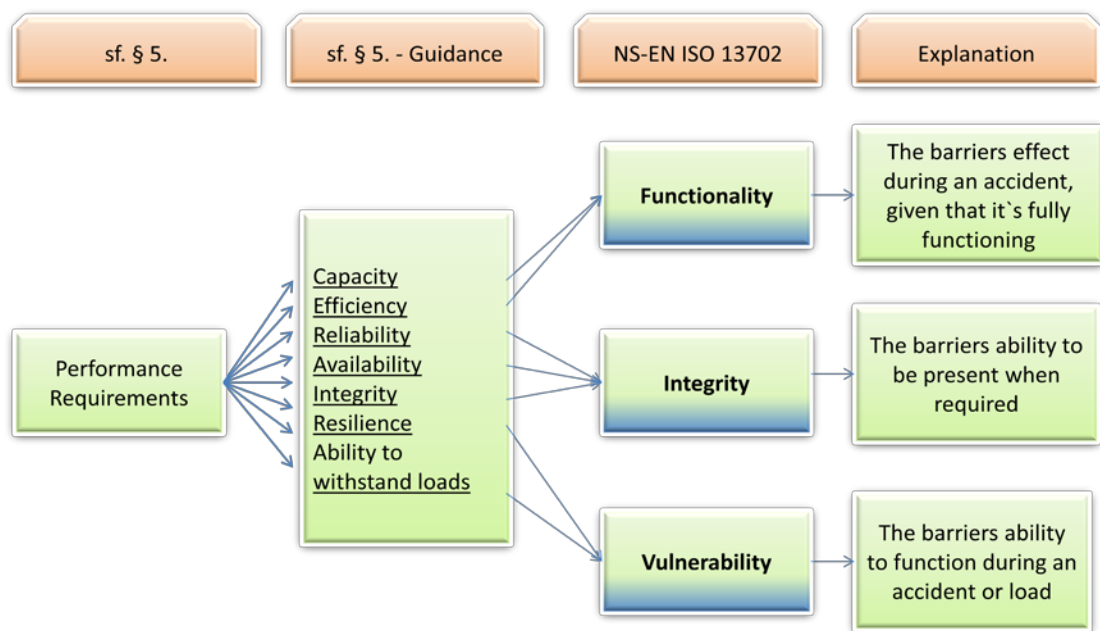 sf. § 5.
sf. § 5. - Guidance
NS-EN ISO 13702
Explanation
Performance
Requirements
Capacity
Efficiency
Reliability
Availability
Integrity
Resilience
Ability to
withstand loads
Functionality
The barriers effect
during an accident,
given that it`s fully
functioning
Integrity
The barriers ability to
be present when
required
Vulnerability
The barriers ability
to function during an
accident or load